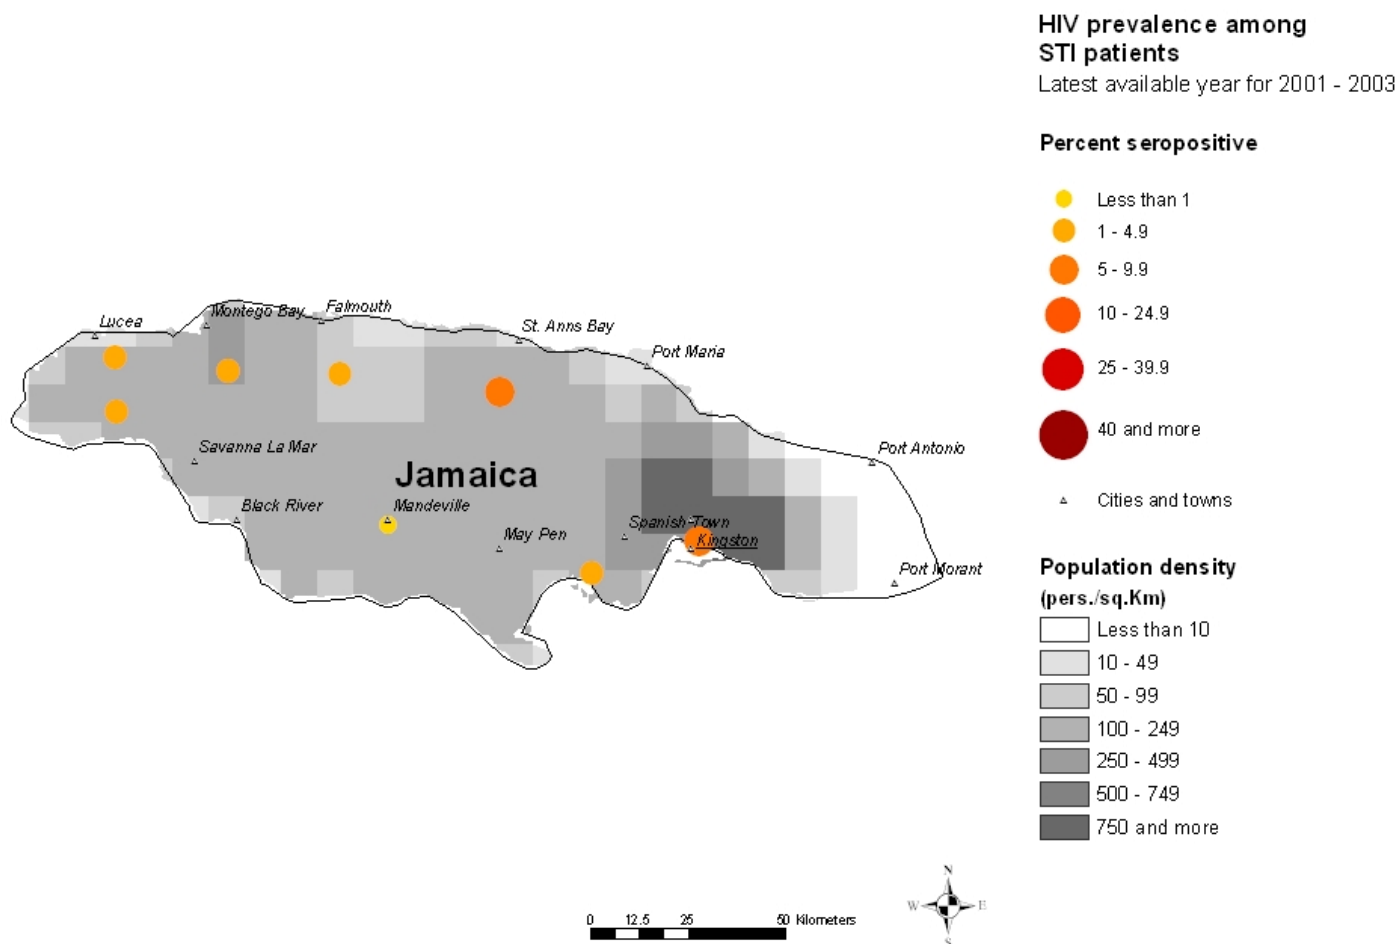 HIV prevalence among
STI patients
Latest available year for 2001 - 2003
Percent seropositive
Less than 1
1 - 4.9
5 - 9.9
10 - 24.9
25 - 39.9
40 and more
Cities and towns
Population density
(pers./sq.Km)
Less than 10
10 - 49
50 - 99
100 - 249
250 - 499
500 - 749
750 and more
Lucea
Montego Bay
Falmouth
St. Anns Bay
Port Maria
Savanna La Mar
Port Antonio
Jamaica
Black River
Mandeville
May Pen
Spanish Town
Kingston
Port Morant
0 12.5 25 50 Kilometers
N
W E
S